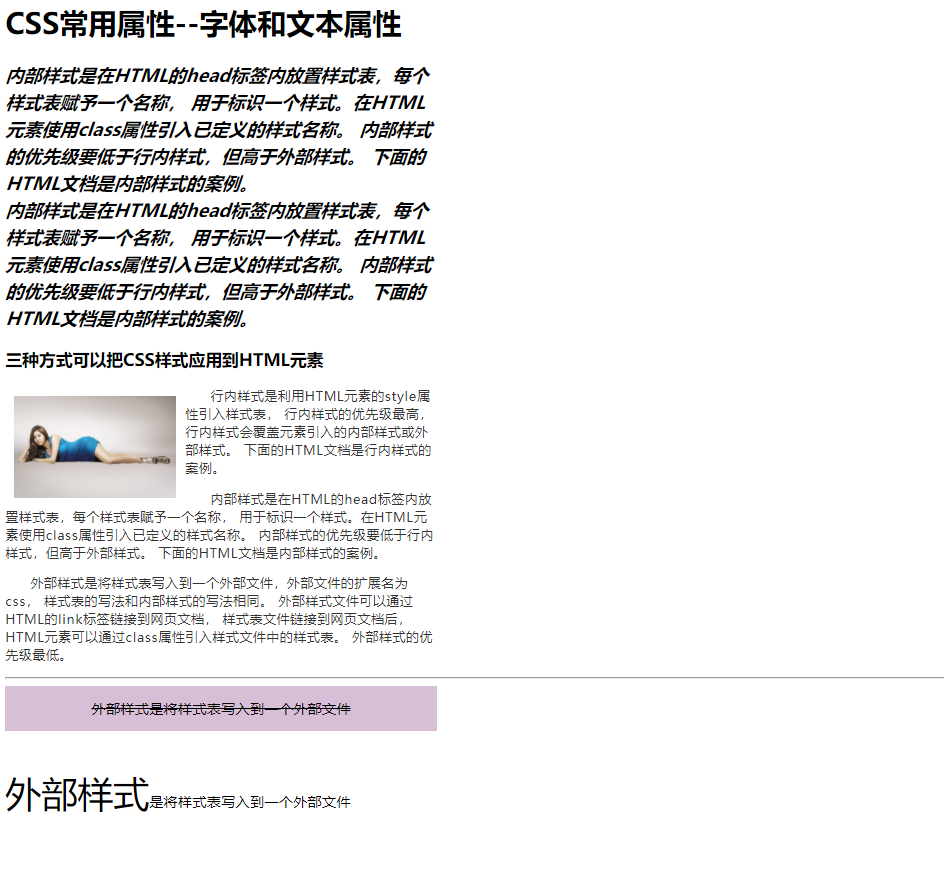 CSS常用属性--字体和文本属性
内部样式是在HTML的head标签内放置样式表，每个
样式表赋予一个名称， 用于标识一个样式。在HTML
元素使用class属性引入已定义的样式名称。 内部样式
的优先级要低于行内样式，但高于外部样式。 下面的
HTML文档是内部样式的案例。
内部样式是在HTML的head标签内放置样式表，每个
样式表赋予一个名称， 用于标识一个样式。在HTML
元素使用class属性引入已定义的样式名称。 内部样式
的优先级要低于行内样式，但高于外部样式。 下面的
HTML文档是内部样式的案例。
三种方式可以把CSS样式应用到HTML元素
行内样式是利用HTML元素的style属
性引入样式表， 行内样式的优先级最高，
行内样式会覆盖元素引入的内部样式或外
部样式。 下面的HTML文档是行内样式的
案例。
内部样式是在HTML的head标签内放
置样式表，每个样式表赋予一个名称， 用于标识一个样式。在HTML元
素使用class属性引入已定义的样式名称。 内部样式的优先级要低于行内
样式，但高于外部样式。 下面的HTML文档是内部样式的案例。
外部样式是将样式表写入到一个外部文件，外部文件的扩展名为
css， 样式表的写法和内部样式的写法相同。 外部样式文件可以通过
HTML的link标签链接到网页文档， 样式表文件链接到网页文档后，
HTML元素可以通过class属性引入样式文件中的样式表。 外部样式的优
先级最低。
外部样式是将样式表写入到一个外部文件
外部样式是将样式表写入到一个外部文件